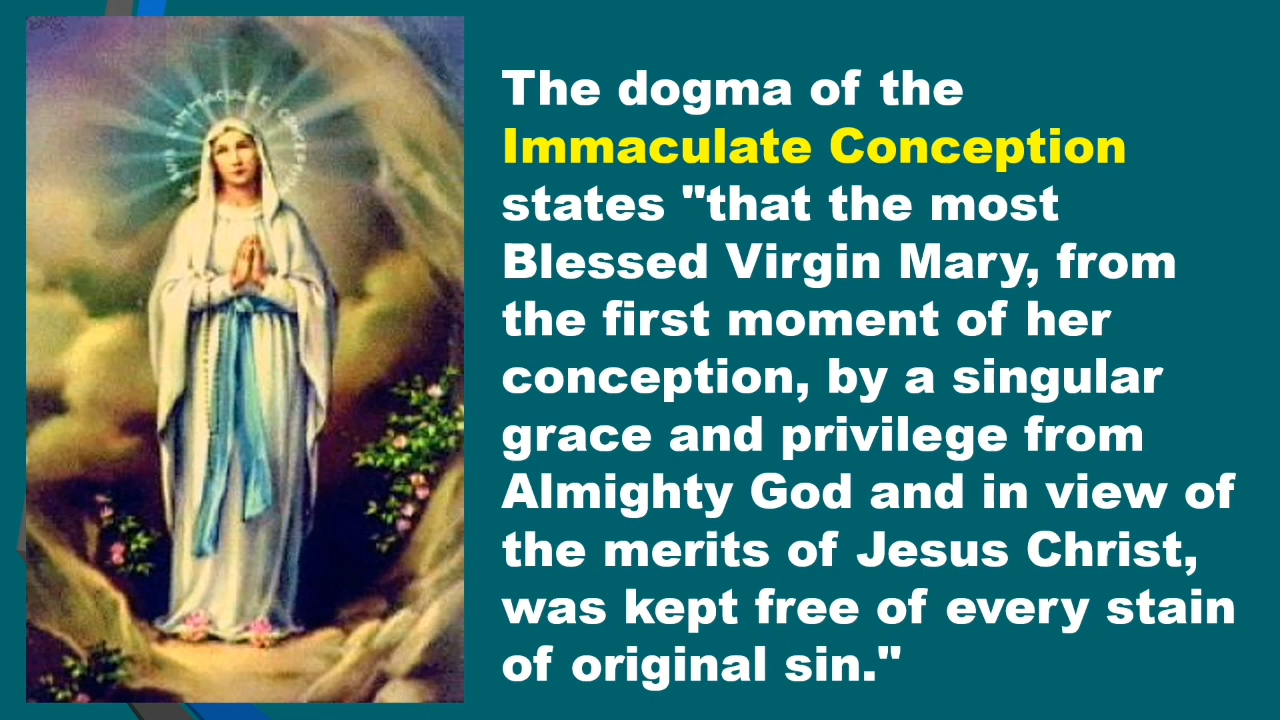 The dogma of the
Immaculate Conception
states "that the most
Blessed Virgin Mary, from
the first moment of her
conception, by a singular
grace and privilege from
Almighty God and in view of
the merits of Jesus Christ,
was kept free of every stain
of original sin."